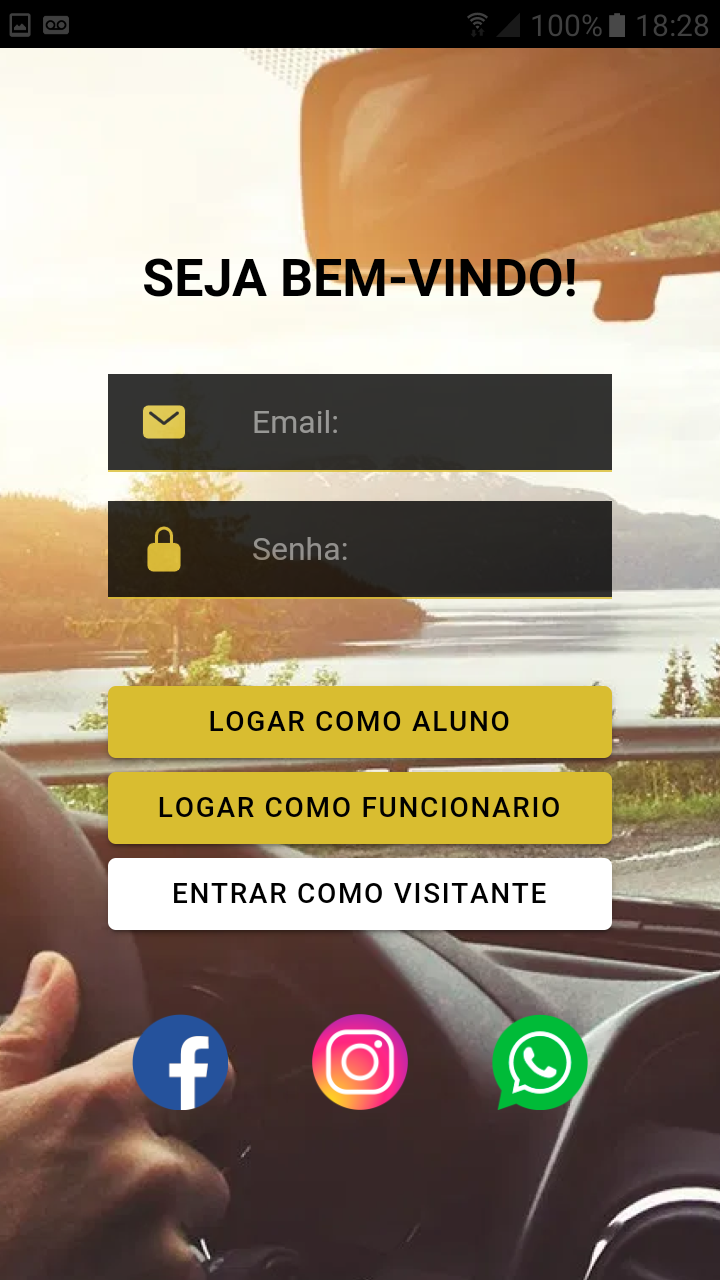 100% 18:28
SEJA BEM-VINDO!
Email:
Senha:
LOGAR COMO ALUNO
LOGAR COMO FUNCIONARIO
ENTRAR COMO VISITANTE